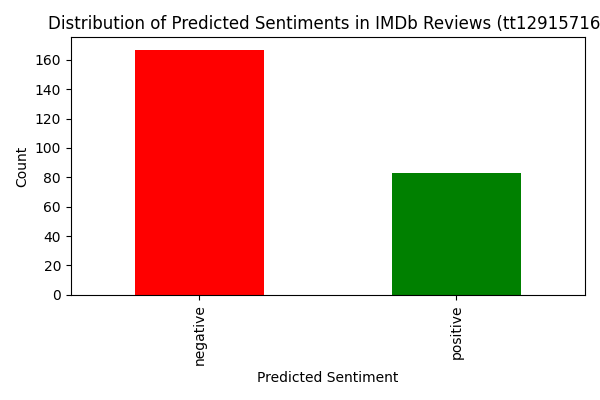 Distribution of Predicted Sentiments in IMDb Reviews (tt12915716
160
140
120
100
80
60
40
20
0
Count
negative
positive
Predicted Sentiment